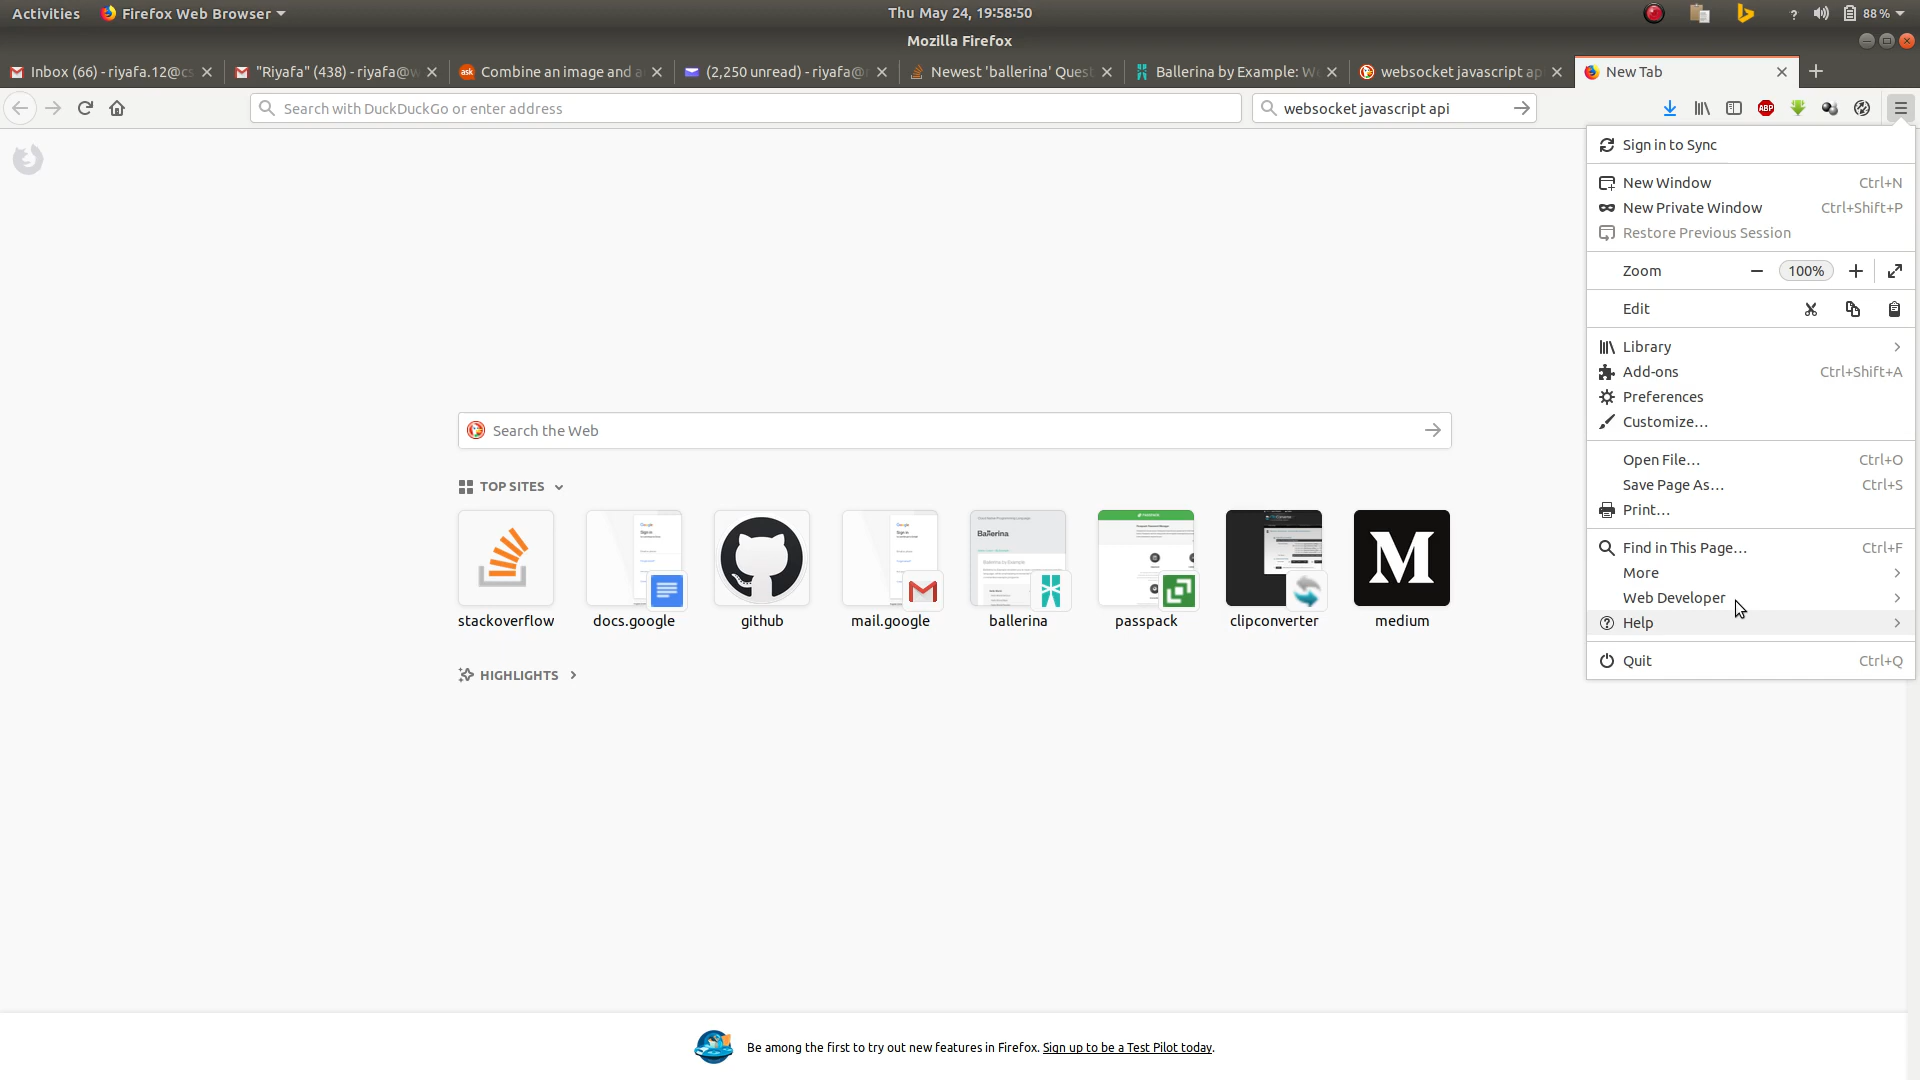 Activities
Firefox Web Browser
Thu May 24, 19:58:50
?
88 %
Mozilla Firefox
Inbox (66) - riyafa.12@cs
"Riyafa" (438) - riyafa@w
ask
Combine an image and a
(2,250 unread) - riyafa@
Newest 'ballerina' Quest
Ballerina by Example: We
websocket javascript api
New Tab
Search with DuckDuckGo or enter address
websocket javascript api
ABP
Sign in to Sync
New Window Ctrl+N
New Private Window Ctrl+Shift+P
Restore Previous Session
Zoom 100%
Edit
Library
Add-ons Ctrl+Shift+A
Preferences
Customize…
Open File… Ctrl+O
Save Page As… Ctrl+S
Print…
Find in This Page… Ctrl+F
More
Web Developer
Help
Quit Ctrl+Q
Search the Web
TOP SITES
Ballerina
M
stackoverflow
docs.google
github
mail.google
ballerina
passpack
clipconverter
medium
HIGHLIGHTS
Be among the first to try out new features in Firefox. Sign up to be a Test Pilot today.